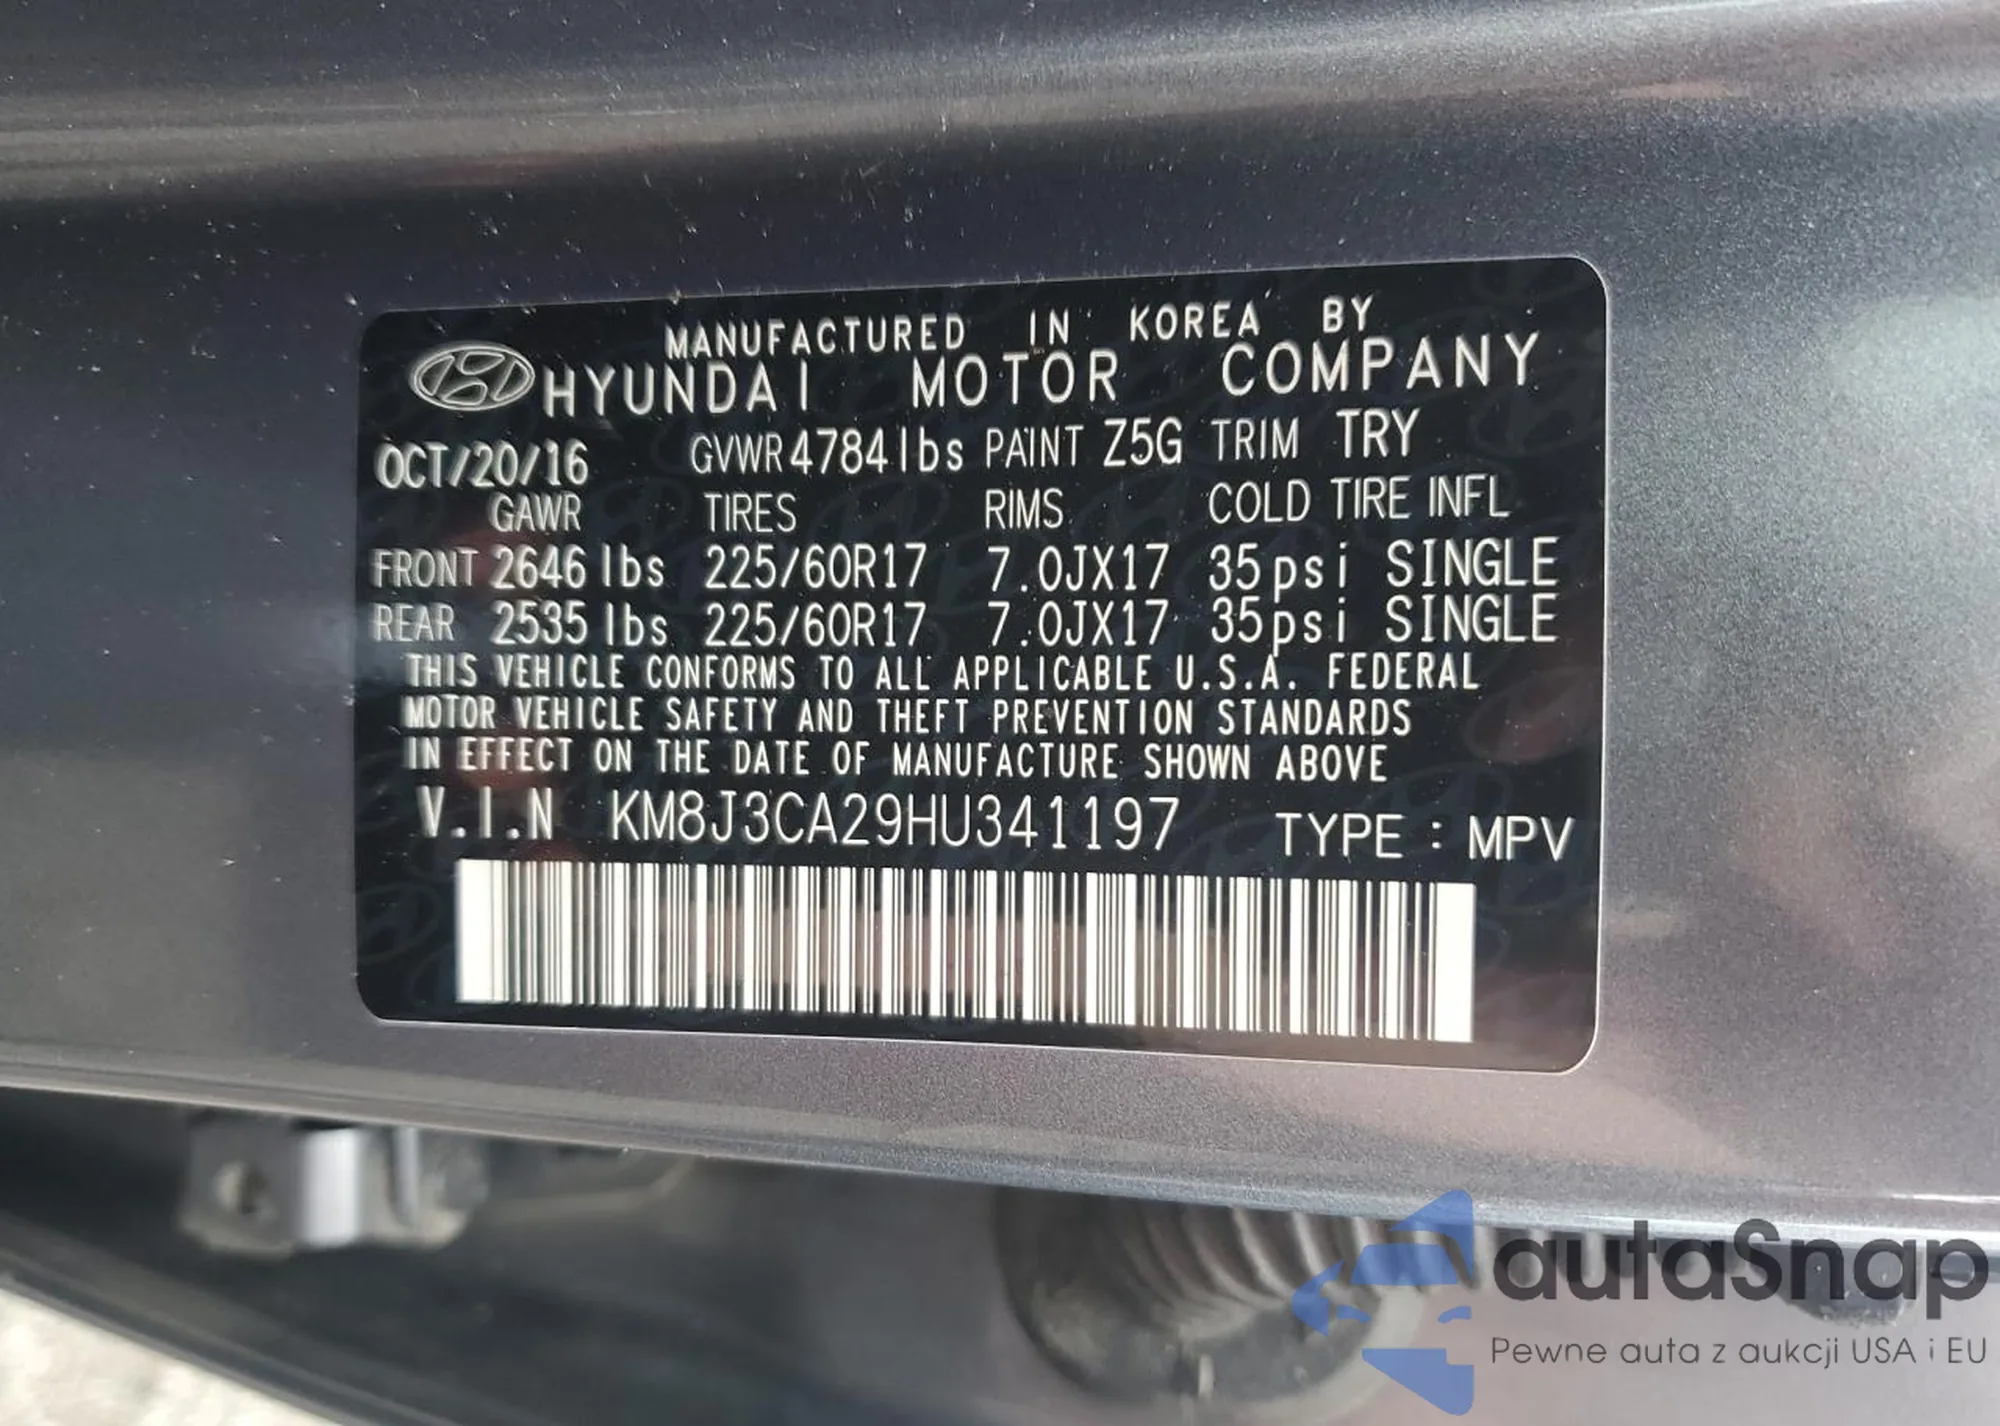 MANUFACTURED IN KOREA BY
HYUNDAI MOTOR COMPANY
OCT/20/16 GVWR 4784lbs PAINT Z5G TRIM TRY
GAWR TIRES RIMS COLD TIRE INFL
FRONT 2646 lbs 225/60R17 7.0JX17 35psi SINGLE
REAR 2535 lbs 225/60R17 7.0JX17 35psi SINGLE
THIS VEHICLE CONFORMS TO ALL APPLICABLE U.S.A. FEDERAL
MOTOR VEHICLE SAFETY AND THEFT PREVENTION STANDARDS
IN EFFECT ON THE DATE OF MANUFACTURE SHOWN ABOVE
V.I.N KM8J3CA29HU341197 TYPE : MPV
autaSnap
Pewne auta z aukcji USA i EU